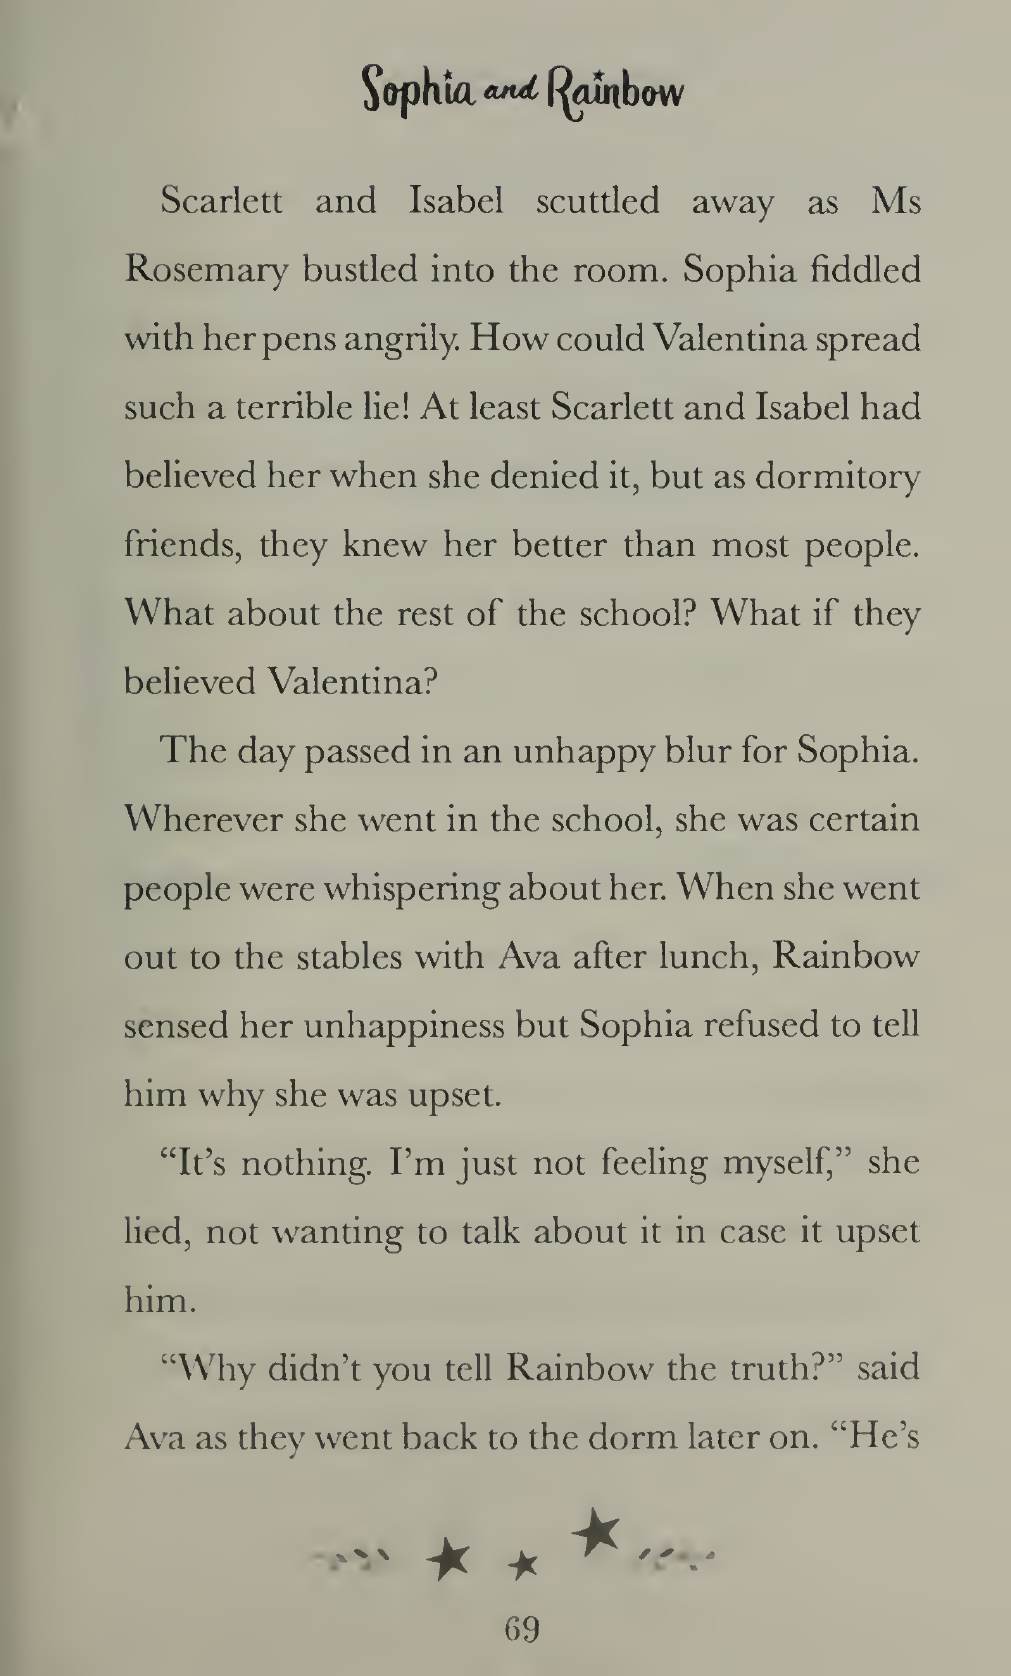 Sophia and Rainbow
Scarlett and Isabel scuttled away as Ms
Rosemary bustled into the room. Sophia fiddled
with her pens angrily. How could Valentina spread
such a terrible lie! At least Scarlett and Isabel had
believed her when she denied it, but as dormitory
friends, they knew her better than most people.
What about the rest of the school? What if they
believed Valentina?
The day passed in an unhappy blur for Sophia.
Wherever she went in the school, she was certain
people were whispering about her. When she went
out to the stables with Ava after lunch, Rainbow
sensed her unhappiness but Sophia refused to tell
him why she was upset.
“It’s nothing. I’m just not feeling myself,” she
lied, not wanting to talk about it in case it upset
him.
“Why didn’t you tell Rainbow the truth?” said
Ava as they went back to the dorm later on. “He’s
69